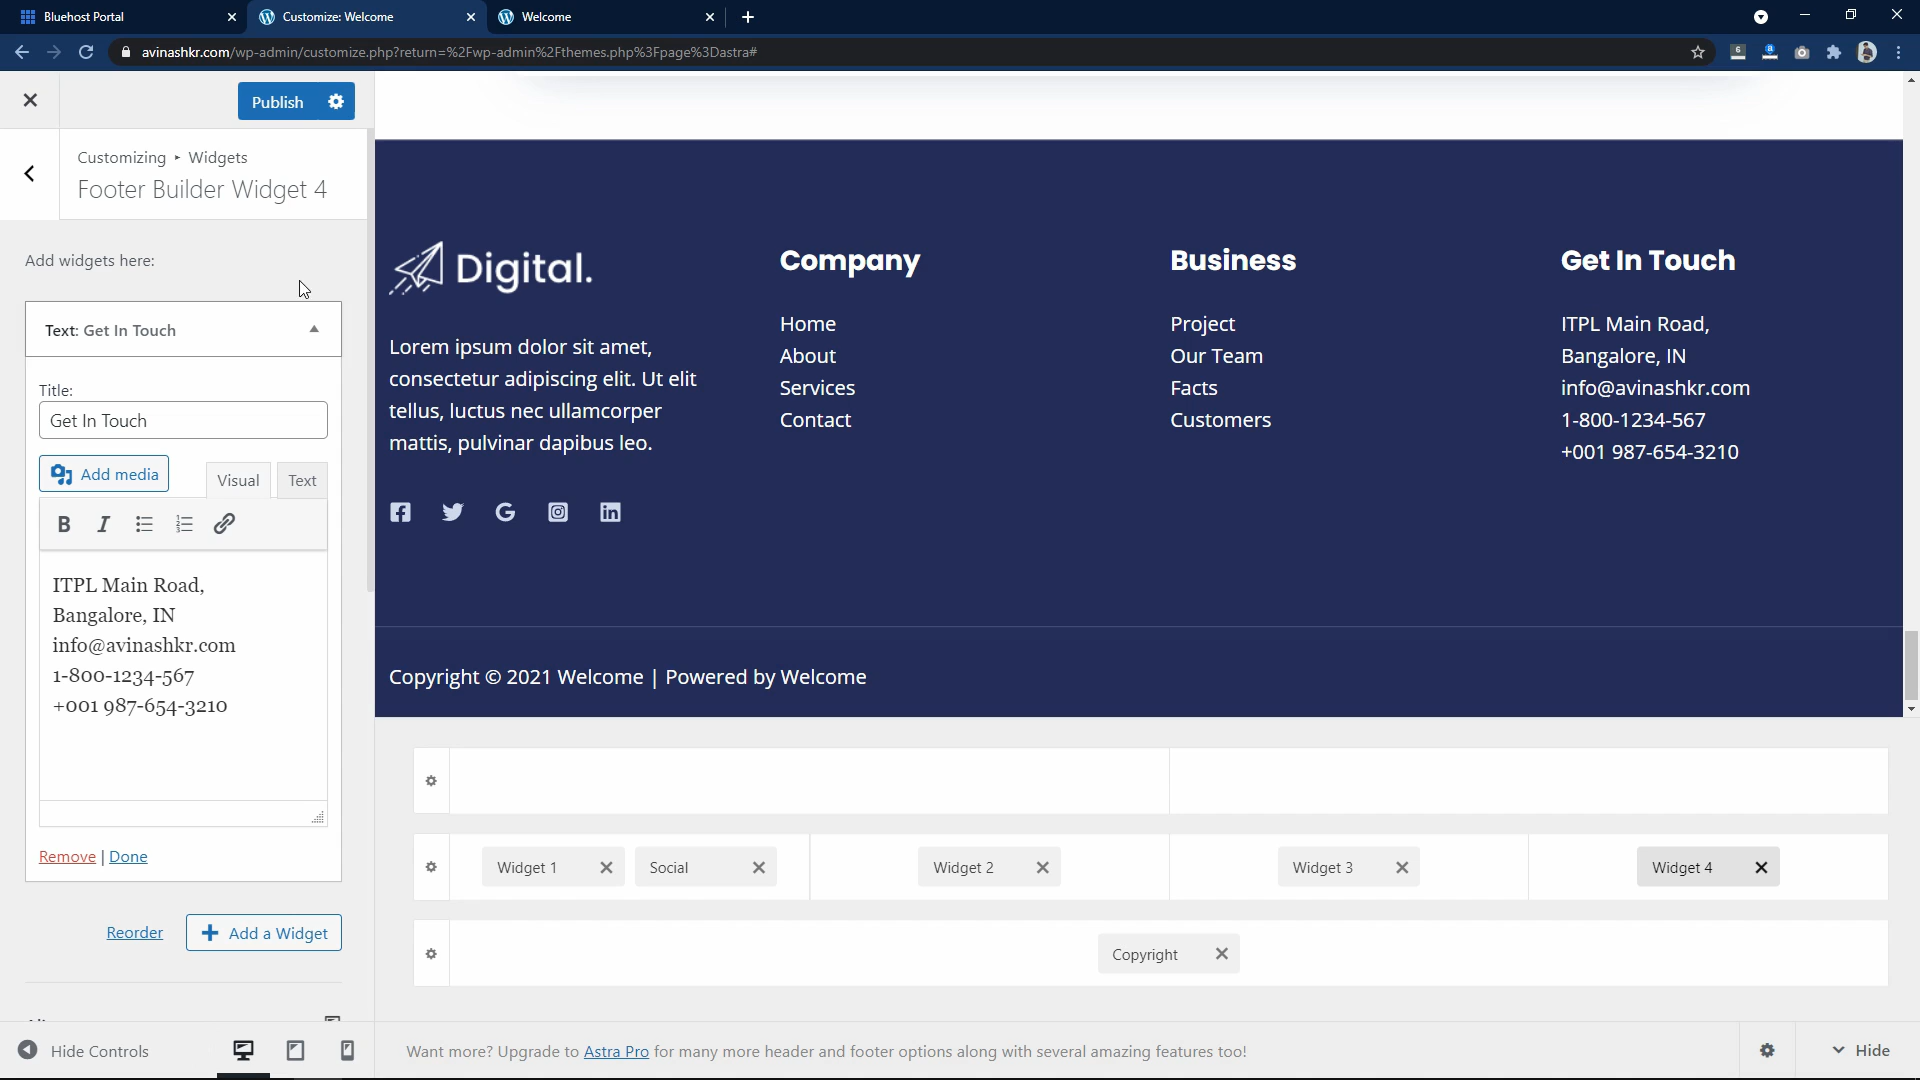 Bluehost Portal
Customize: Welcome
Welcome
avinashkr.com/wp-admin/customize.php?return=%2Fwp-admin%2Fthemes.php%3Fpage%3Dastra#
Publish
Customizing ▸ Widgets
Footer Builder Widget 4
Add widgets here:
Text: Get In Touch
Title:
Get In Touch
Add media
Visual
Text
B I
ITPL Main Road,
Bangalore, IN
info@avinashkr.com
1-800-1234-567
+001 987-654-3210
Remove | Done
Reorder
Add a Widget
Hide Controls
Digital.
Lorem ipsum dolor sit amet,
consectetur adipiscing elit. Ut elit
tellus, luctus nec ullamcorper
mattis, pulvinar dapibus leo.
Company
Home
About
Services
Contact
Business
Project
Our Team
Facts
Customers
Get In Touch
ITPL Main Road,
Bangalore, IN
info@avinashkr.com
1-800-1234-567
+001 987-654-3210
Copyright © 2021 Welcome | Powered by Welcome
Widget 1
Social
Widget 2
Widget 3
Widget 4
Copyright
Want more? Upgrade to Astra Pro for many more header and footer options along with several amazing features too!
Hide